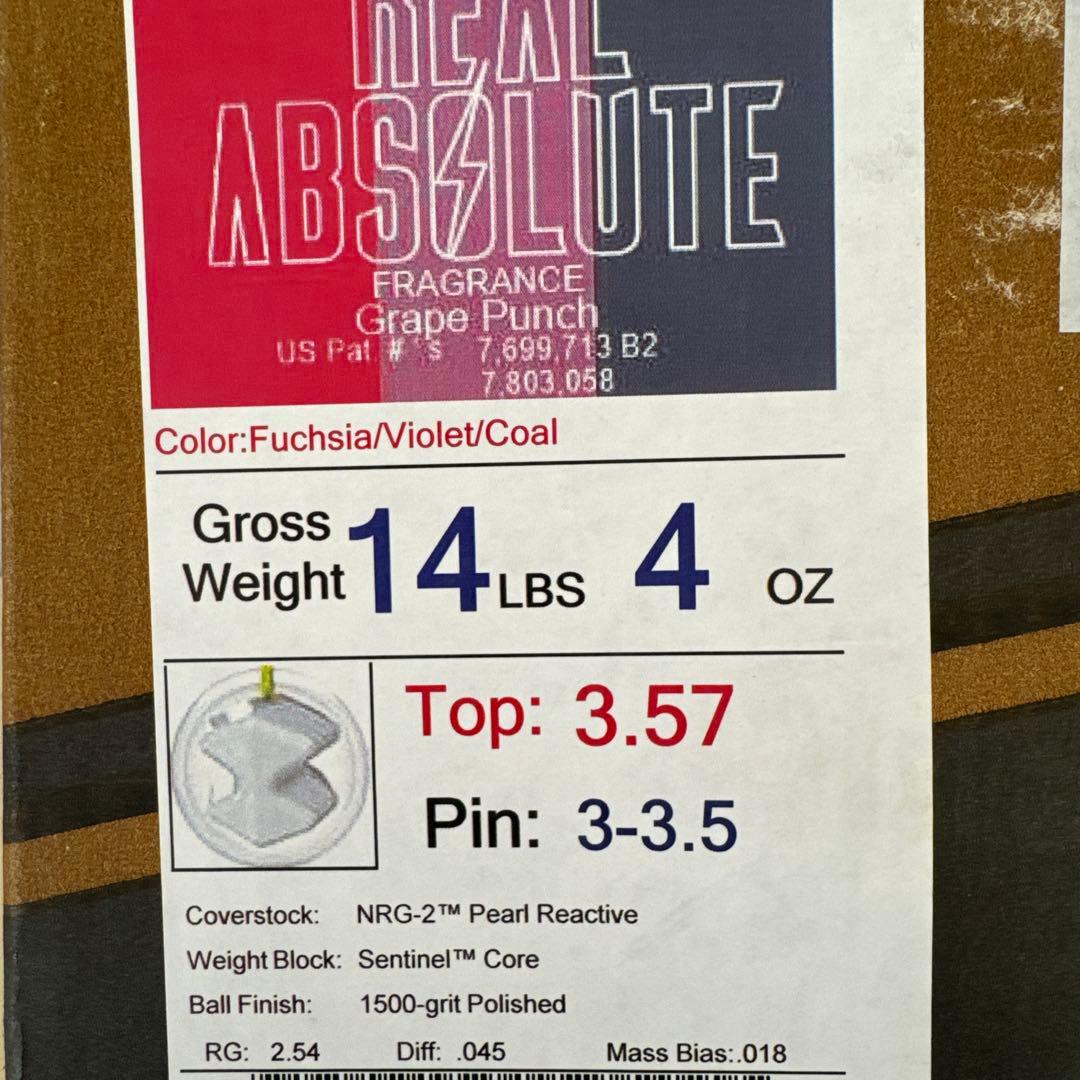 REAL
ABSOLUTE
FRAGRANCE
Grape Punch
US Pat # 's 7,699,713 B2
7,803,058
Color:Fuchsia/Violet/Coal
Gross Weight 14 LBS 4 OZ
Top: 3.57
Pin: 3-3.5
Coverstock: NRG-2™ Pearl Reactive
Weight Block: Sentinel™ Core
Ball Finish: 1500-grit Polished
RG: 2.54 Diff: .045 Mass Bias:.018